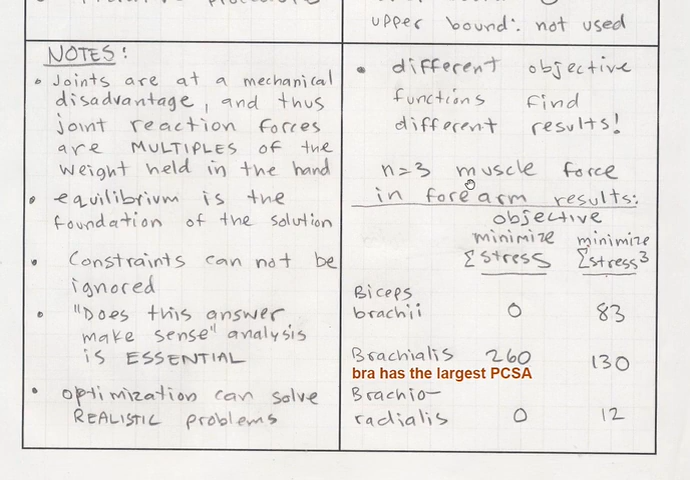 upper bound: not used
NOTES:
• Joints are at a mechanical
disadvantage, and thus
joint reaction forces
are MULTIPLES of the
weight held in the hand
• equilibrium is the
foundation of the solution
• Constraints can not be
ignored
• "Does this answer
make sense" analysis
is ESSENTIAL
• optimization can solve
REALISTIC problems
• different objective
functions find
different results!
n=3 muscle force
in forearm results:
objective
minimize minimize
Σstress Σstress³
Biceps
brachii 0 83
Brachialis 260 130
bra has the largest PCSA
Brachio-
radialis 0 12